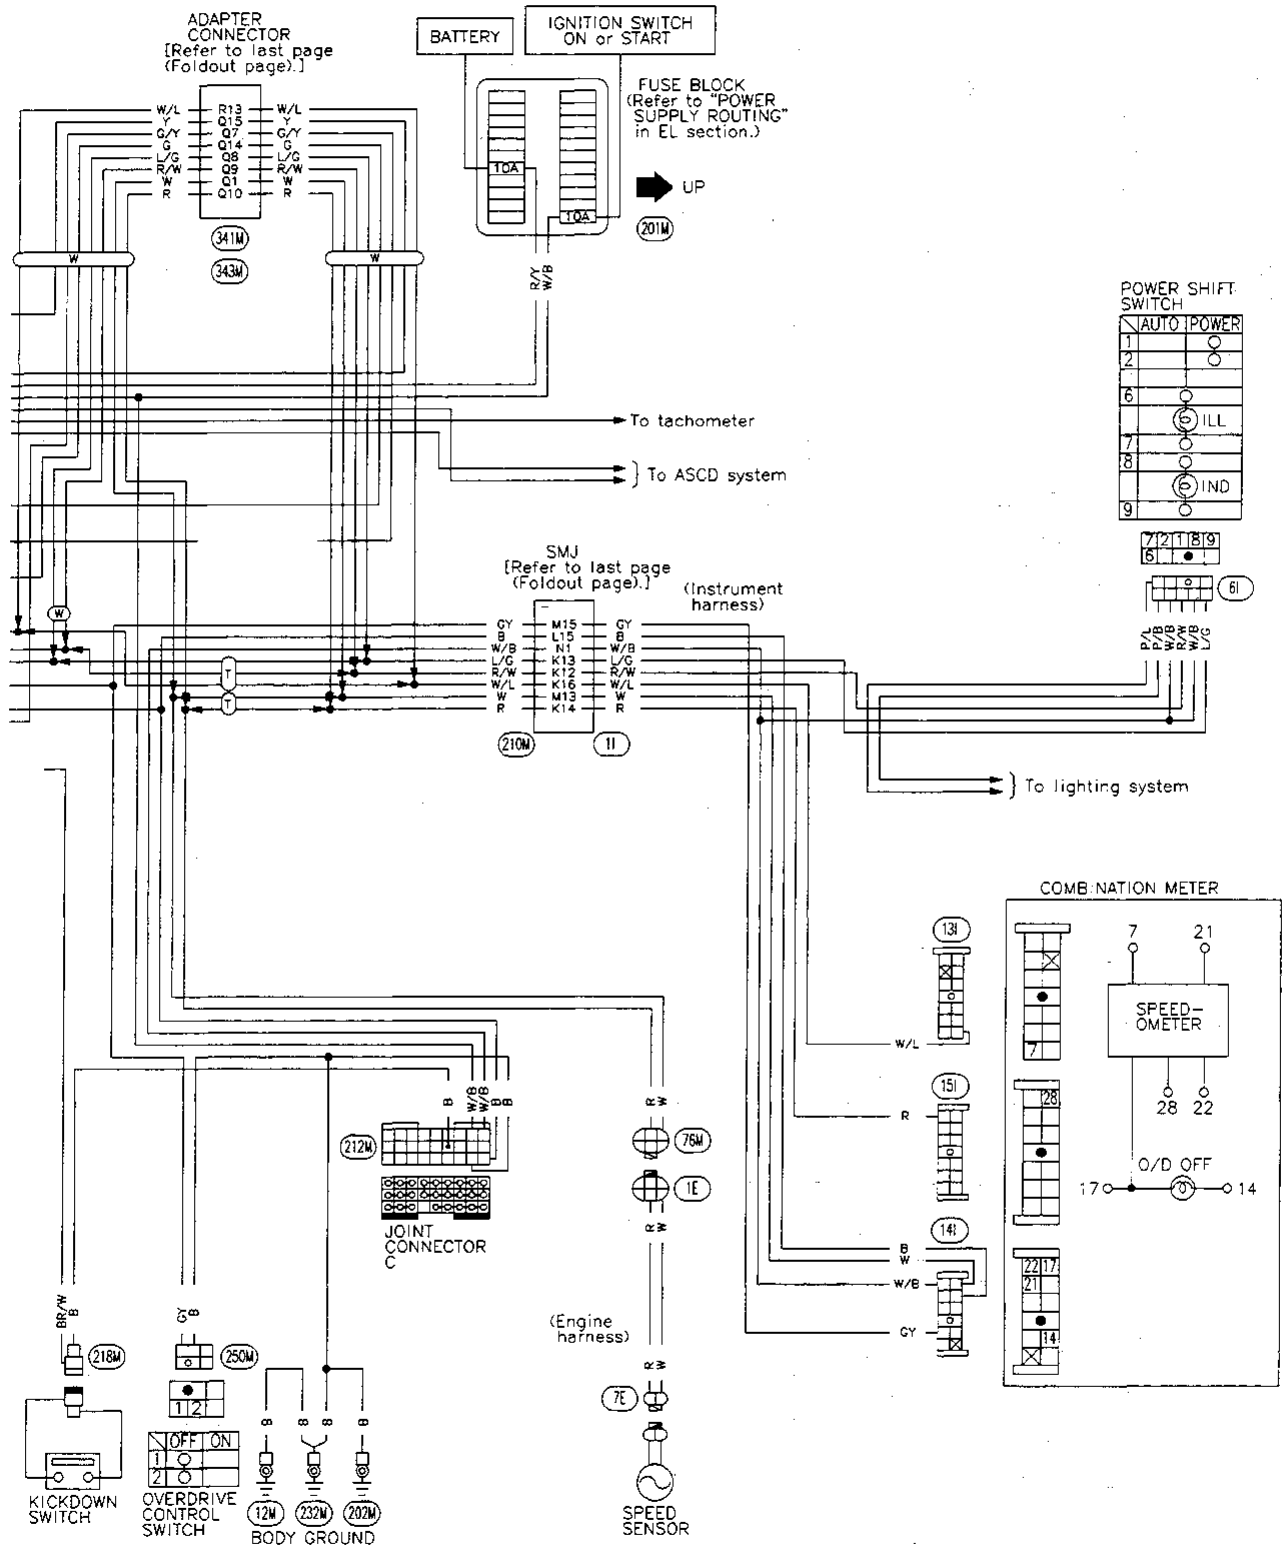 ADAPTER
CONNECTOR
[Refer to last page
(Foldout page).]
BATTERY
IGNITION SWITCH
ON or START
FUSE BLOCK
(Refer to "POWER
SUPPLY ROUTING"
in EL section.)
10A
10A
UP
201M
W/L R13 W/L
Y Q15 Y
G/Y Q7 G/Y
G Q14 G
L/G Q8 L/G
R/W Q9 R/W
W Q1 W
R Q10 R
341M
343M
W
W
R/Y
W/B
POWER SHIFT
SWITCH
AUTO POWER
1
2
6
ILL
7
8
IND
9
7 2 1 8 9
6
6I
P/L
P/B
W/B
R/W
W/B
L/G
To tachometer
To ASCD system
SMJ
[Refer to last page
(Foldout page).]
(Instrument
harness)
W
T
T
GY M15 GY
B L15 B
W/B N1 W/B
L/G K13 L/G
R/W K12 R/W
W/L K16 W/L
W M13 W
R K14 R
210M
1I
To lighting system
COMBINATION METER
13I
7
21
SPEED-
OMETER
7
W/L
15I
28
28 22
R
O/D OFF
17
14
14I
B
W
W/B
GY
22 17
21
14
B
W/B
W/B
B
B
212M
JOINT
CONNECTOR
C
R
W
76M
1E
R
W
(Engine
harness)
R
W
7E
SPEED
SENSOR
BR/W
B
218M
KICKDOWN
SWITCH
GY
B
250M
1 2
OFF ON
1
2
OVERDRIVE
CONTROL
SWITCH
B
B
B
B
12M
232M
202M
BODY GROUND